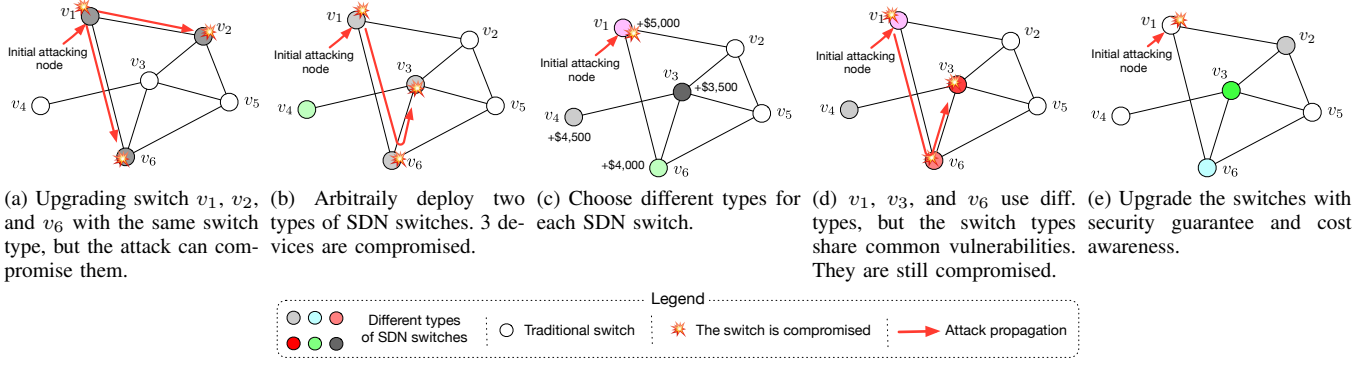 v1
v2
v3
v4
v5
v6
Initial attacking
node
v1
v2
v3
v4
v5
v6
Initial attacking
node
v1
+$5,000
v2
v3
+$3,500
v4
+$4,500
v5
+$4,000
v6
Initial attacking
node
v1
v2
v3
v4
v5
v6
Initial attacking
node
v1
v2
v3
v4
v5
v6
Initial attacking
node
(a) Upgrading switch v1, v2,
and v6 with the same switch
type, but the attack can com-
promise them.
(b) Arbitraily deploy two
types of SDN switches. 3 de-
vices are compromised.
(c) Choose different types for
each SDN switch.
(d) v1, v3, and v6 use diff.
types, but the switch types
share common vulnerabilities.
They are still compromised.
(e) Upgrade the switches with
security guarantee and cost
awareness.
Legend
Different types
of SDN switches
Traditional switch
The switch is compromised
Attack propagation